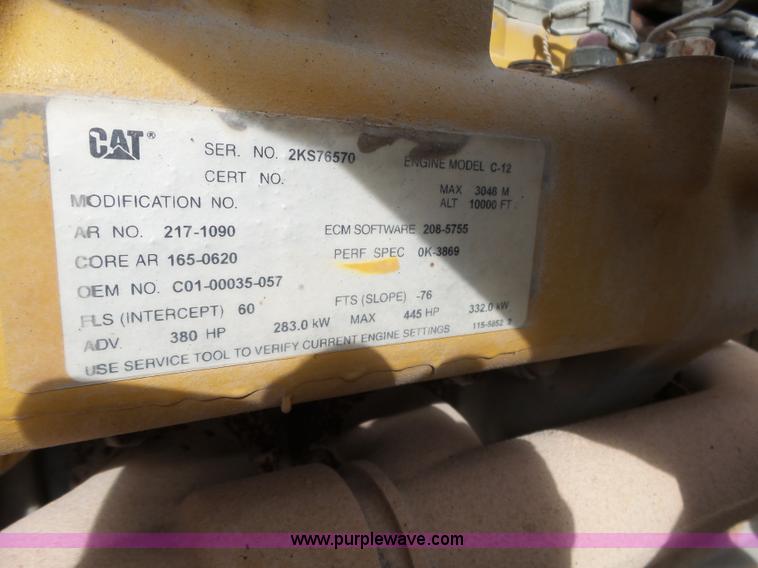 CAT®
SER. NO. 2KS76570 ENGINE MODEL C-12
CERT NO. MAX 3048 M
MODIFICATION NO. ALT 10000 FT
AR NO. 217-1090 ECM SOFTWARE 208-5755
CORE AR 165-0620 PERF SPEC 0K-3869
OEM NO. C01-00035-057
FLS (INTERCEPT) 60 FTS (SLOPE) -76
ADV. 380 HP 283.0 kW MAX 445 HP 332.0 kW
USE SERVICE TOOL TO VERIFY CURRENT ENGINE SETTINGS 115-5852 2
www.purplewave.com